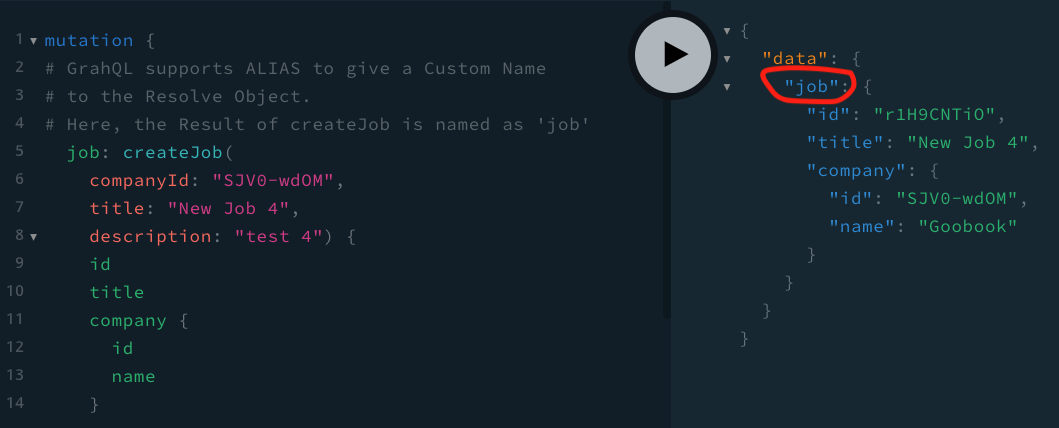 1 mutation {
2 # GrahQL supports ALIAS to give a Custom Name
3 # to the Resolve Object.
4 # Here, the Result of createJob is named as 'job'
5 job: createJob(
6 companyId: "SJV0-wdOM",
7 title: "New Job 4",
8 description: "test 4") {
9 id
10 title
11 company {
12 id
13 name
14 }
{
"data": {
"job": {
"id": "r1H9CNTiO",
"title": "New Job 4",
"company": {
"id": "SJV0-wdOM",
"name": "Goobook"
}
}
}
}